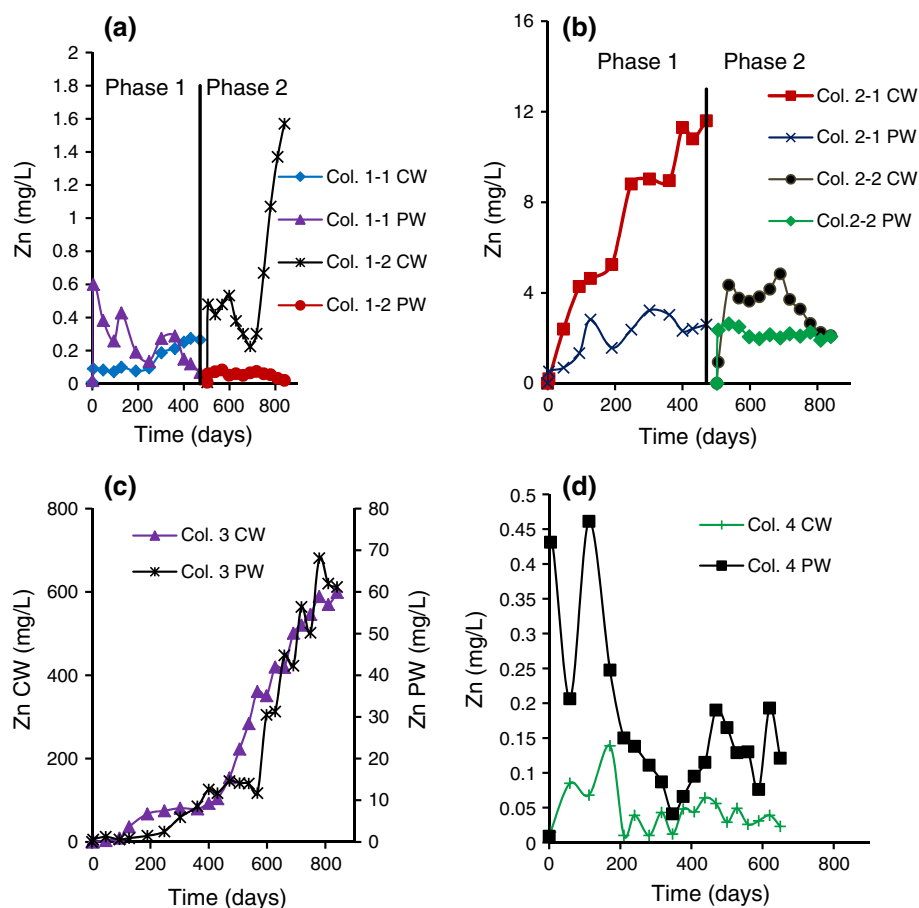 (a)
2
1.8
1.6
1.4
1.2
1
0.8
0.6
0.4
0.2
0
Zn (mg/L)
Phase 1
Phase 2
Col. 1-1 CW
Col. 1-1 PW
Col. 1-2 CW
Col. 1-2 PW
0 200 400 600 800
Time (days)
(b)
16
12
8
4
0
Zn (mg/L)
Phase 1
Phase 2
Col. 2-1 CW
Col. 2-1 PW
Col. 2-2 CW
Col.2-2 PW
0 200 400 600 800
Time (days)
(c)
800
600
400
200
0
Zn CW (mg/L)
Col. 3 CW
Col. 3 PW
80
70
60
50
40
30
20
10
0
Zn PW (mg/L)
0 200 400 600 800
Time (days)
(d)
0.5
0.45
0.4
0.35
0.3
0.25
0.2
0.15
0.1
0.05
0
Zn (mg/L)
Col. 4 CW
Col. 4 PW
0 200 400 600 800
Time (days)